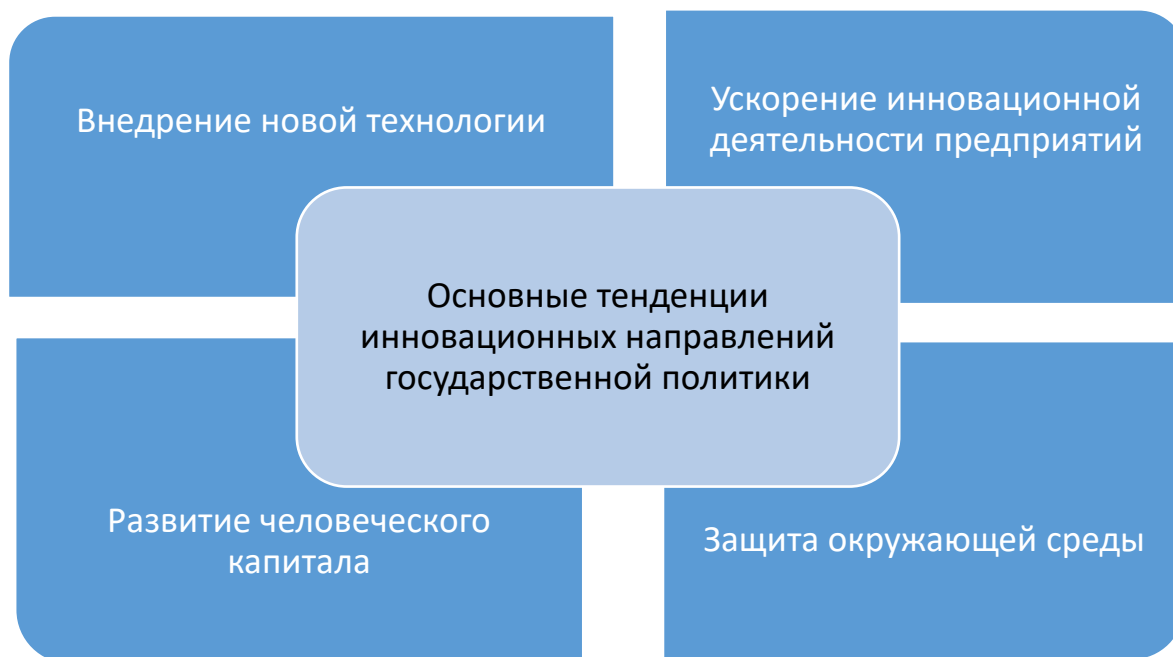 Внедрение новой технологии
Ускорение инновационной
деятельности предприятий
Основные тенденции
инновационных направлений
государственной политики
Развитие человеческого
капитала
Защита окружающей среды